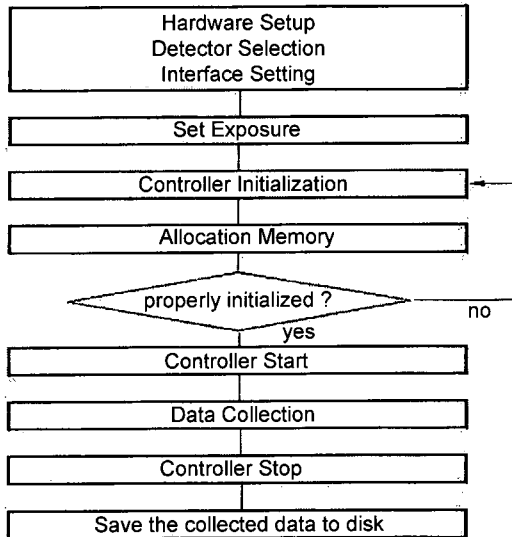 Hardware Setup
Detector Selection
Interface Setting
Set Exposure
Controller Initialization
Allocation Memory
properly initialized ?
no
yes
Controller Start
Data Collection
Controller Stop
Save the collected data to disk